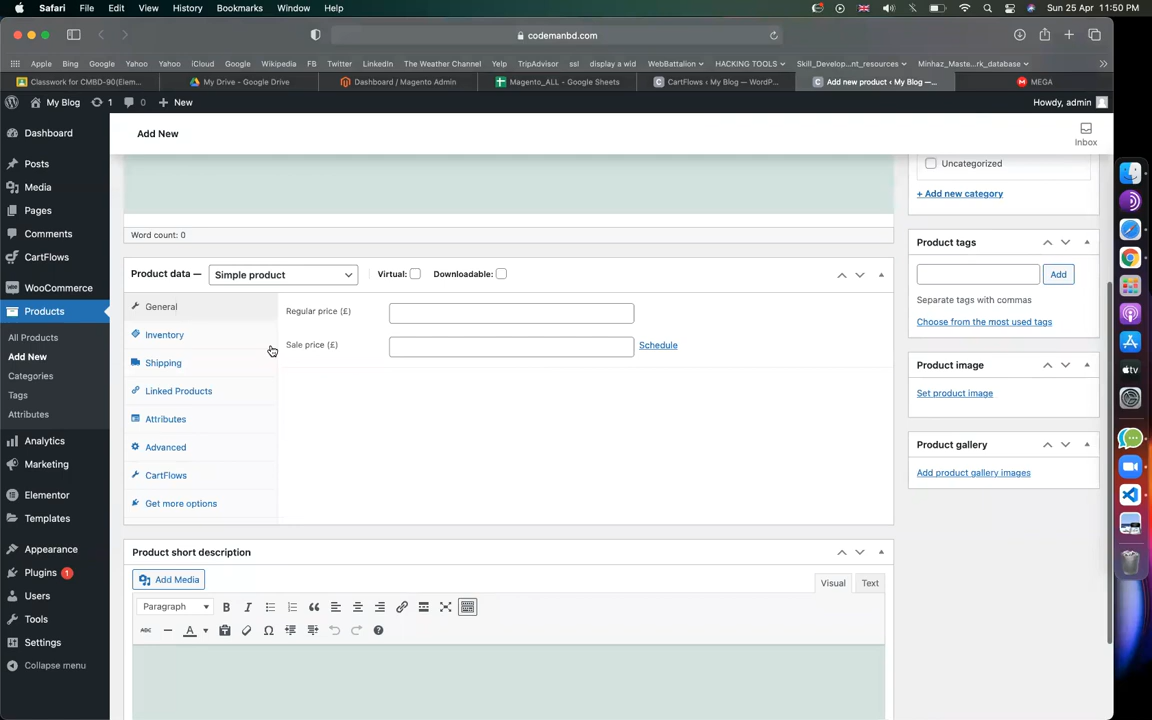 Safari File Edit View History Bookmarks Window Help Sun 25 Apr 11:50 PM
codemanbd.com
Apple Bing Google Yahoo Yahoo iCloud Google Wikipedia FB Twitter LinkedIn The Weather Channel Yelp TripAdvisor ssl display a wid WebBattalion HACKING TOOLS Skill_Develop...nt_resources Minhaz_Masta...rk_database
Classwork for CMBD-90(Elem... My Drive - Google Drive Dashboard / Magento Admin Magento_ALL - Google Sheets CartFlows ‹ My Blog — WordP... Add new product ‹ My Blog —... MEGA
My Blog 1 0 New Howdy, admin
Add New
Inbox
Dashboard
Posts
Media
Pages
Comments
CartFlows
WooCommerce
Products
All Products
Add New
Categories
Tags
Attributes
Analytics
Marketing
Elementor
Templates
Appearance
Plugins 1
Users
Tools
Settings
Collapse menu
Word count: 0
Product data — Simple product Virtual: Downloadable:
General
Inventory
Shipping
Linked Products
Attributes
Advanced
CartFlows
Get more options
Regular price (£)
Sale price (£) Schedule
Product short description
Add Media
Visual Text
Paragraph B I
ABC A
Uncategorized
+ Add new category
Product tags
Add
Separate tags with commas
Choose from the most used tags
Product image
Set product image
Product gallery
Add product gallery images
tv